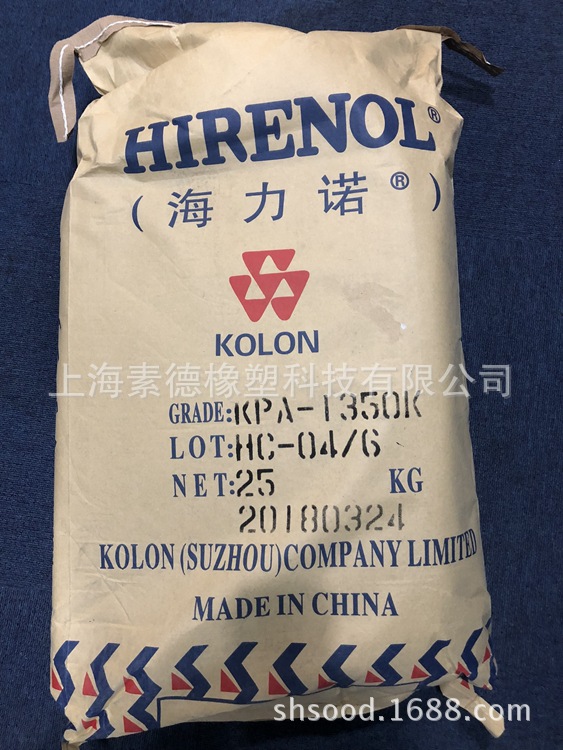 HIRENOL®
(海力诺®)
KOLON
上海素德橡塑科技有限公司
GRADE:KPA-1350K
LOT:HC-04/6
NET:25 KG
20180324
KOLON (SUZHOU) COMPANY LIMITED
MADE IN CHINA
shsood.1688.com